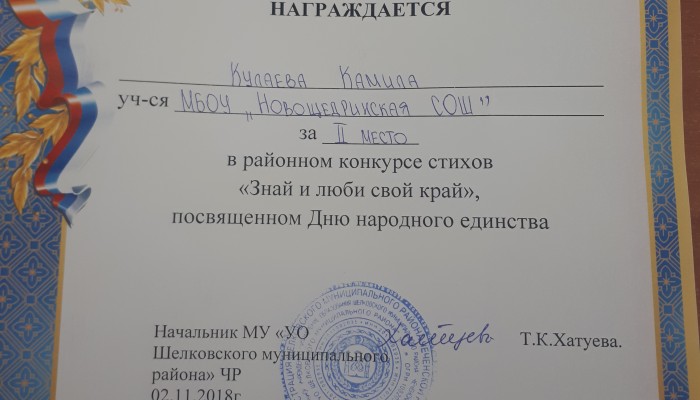 НАГРАЖДАЕТСЯ
Кулаева Камила
уч-ся МБОУ „Новощедринская СОШ”
за II место
в районном конкурсе стихов
«Знай и люби свой край»,
посвященном Дню народного единства
Начальник МУ «УО
Шелковского муниципального
района» ЧР
Т.К.Хатуева.
02.11.2018г